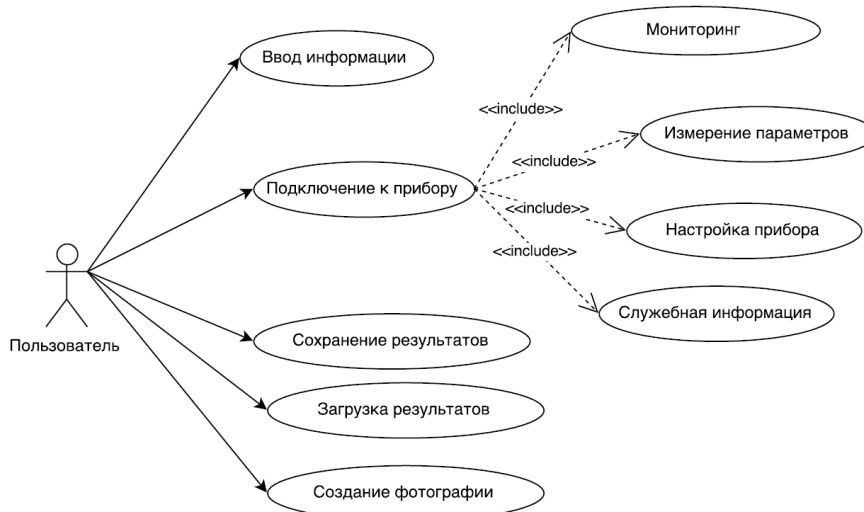 Мониторинг
Ввод информации
<<include>>
Измерение параметров
<<include>>
Подключение к прибору
<<include>>
Настройка прибора
<<include>>
Служебная информация
Пользователь
Сохранение результатов
Загрузка результатов
Создание фотографии